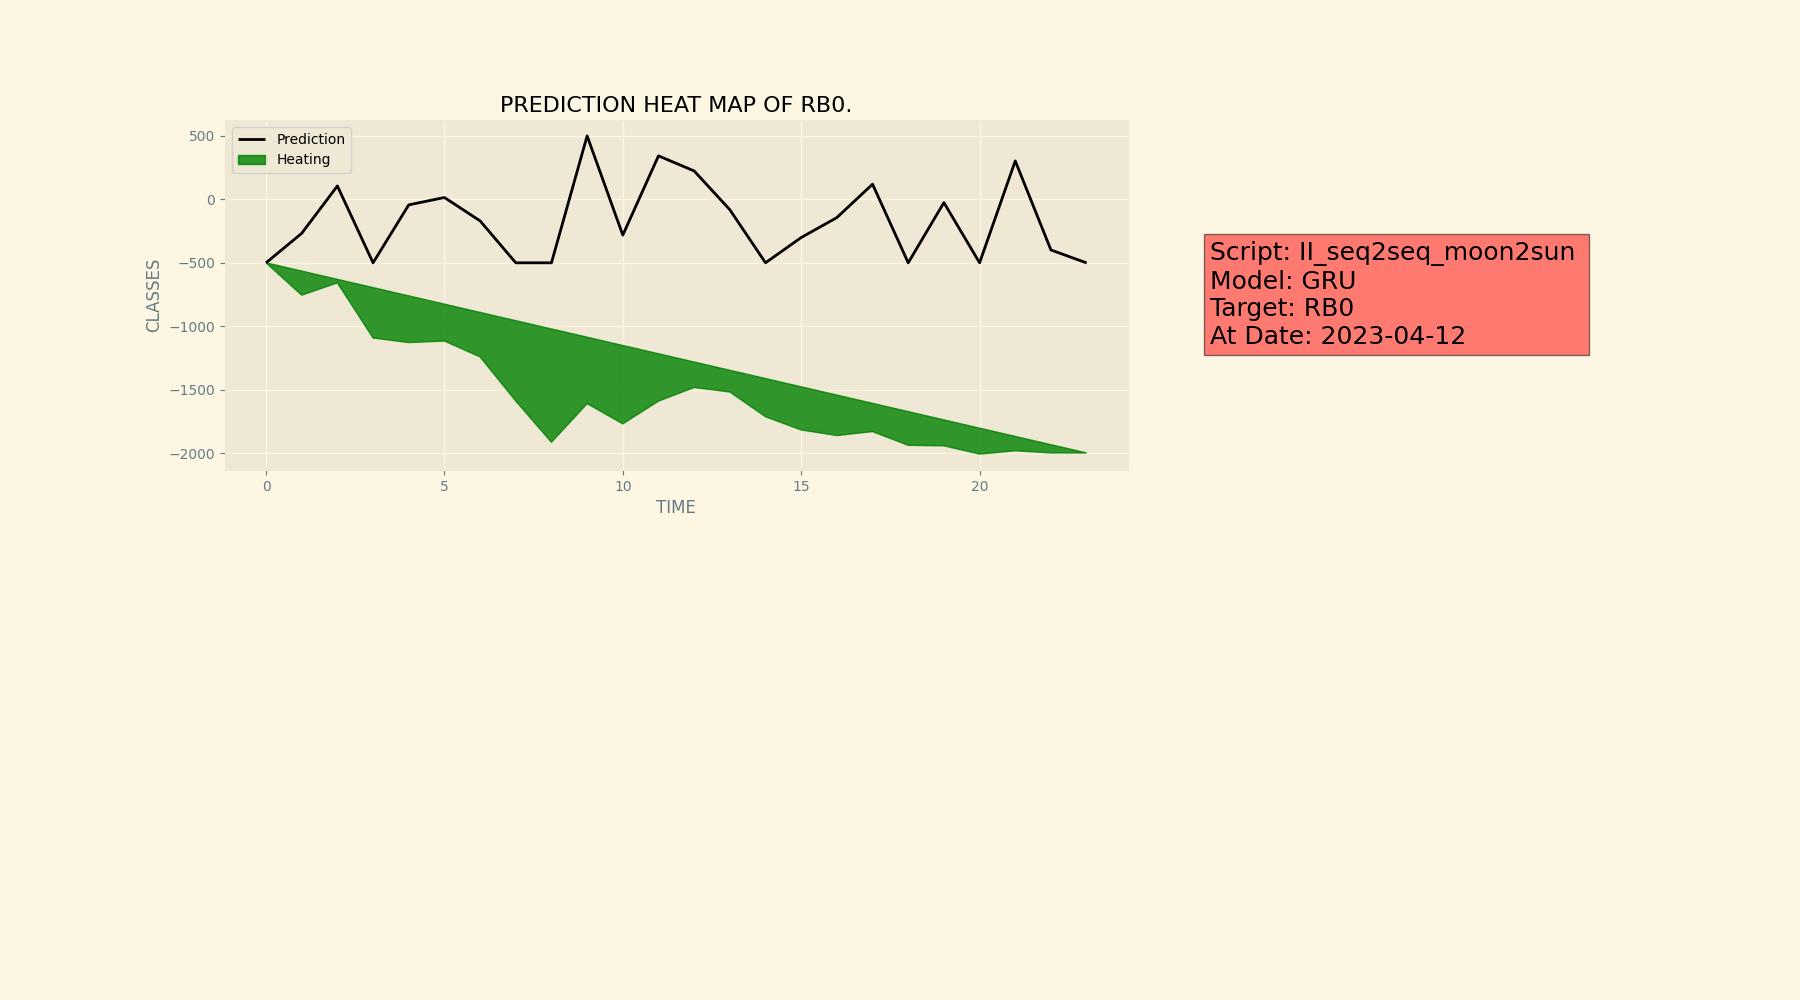 PREDICTION HEAT MAP OF RB0.
Prediction
Heating
500
0
−500
−1000
−1500
−2000
CLASSES
0 5 10 15 20
TIME
Script: II_seq2seq_moon2sun
Model: GRU
Target: RB0
At Date: 2023-04-12